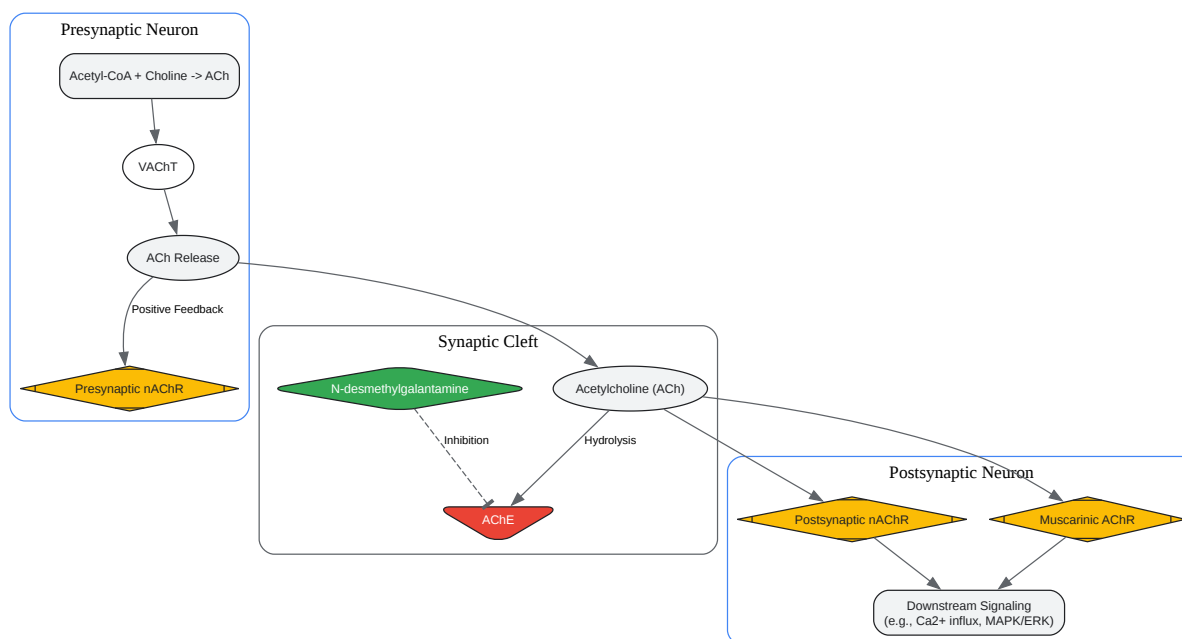 Presynaptic Neuron
Acetyl-CoA + Choline -> ACh
VAChT
ACh Release
Positive Feedback
Presynaptic nAChR
Synaptic Cleft
N-desmethylgalantamine
Acetylcholine (ACh)
Inhibition
Hydrolysis
AChE
Postsynaptic Neuron
Postsynaptic nAChR
Muscarinic AChR
Downstream Signaling
(e.g., Ca2+ influx, MAPK/ERK)